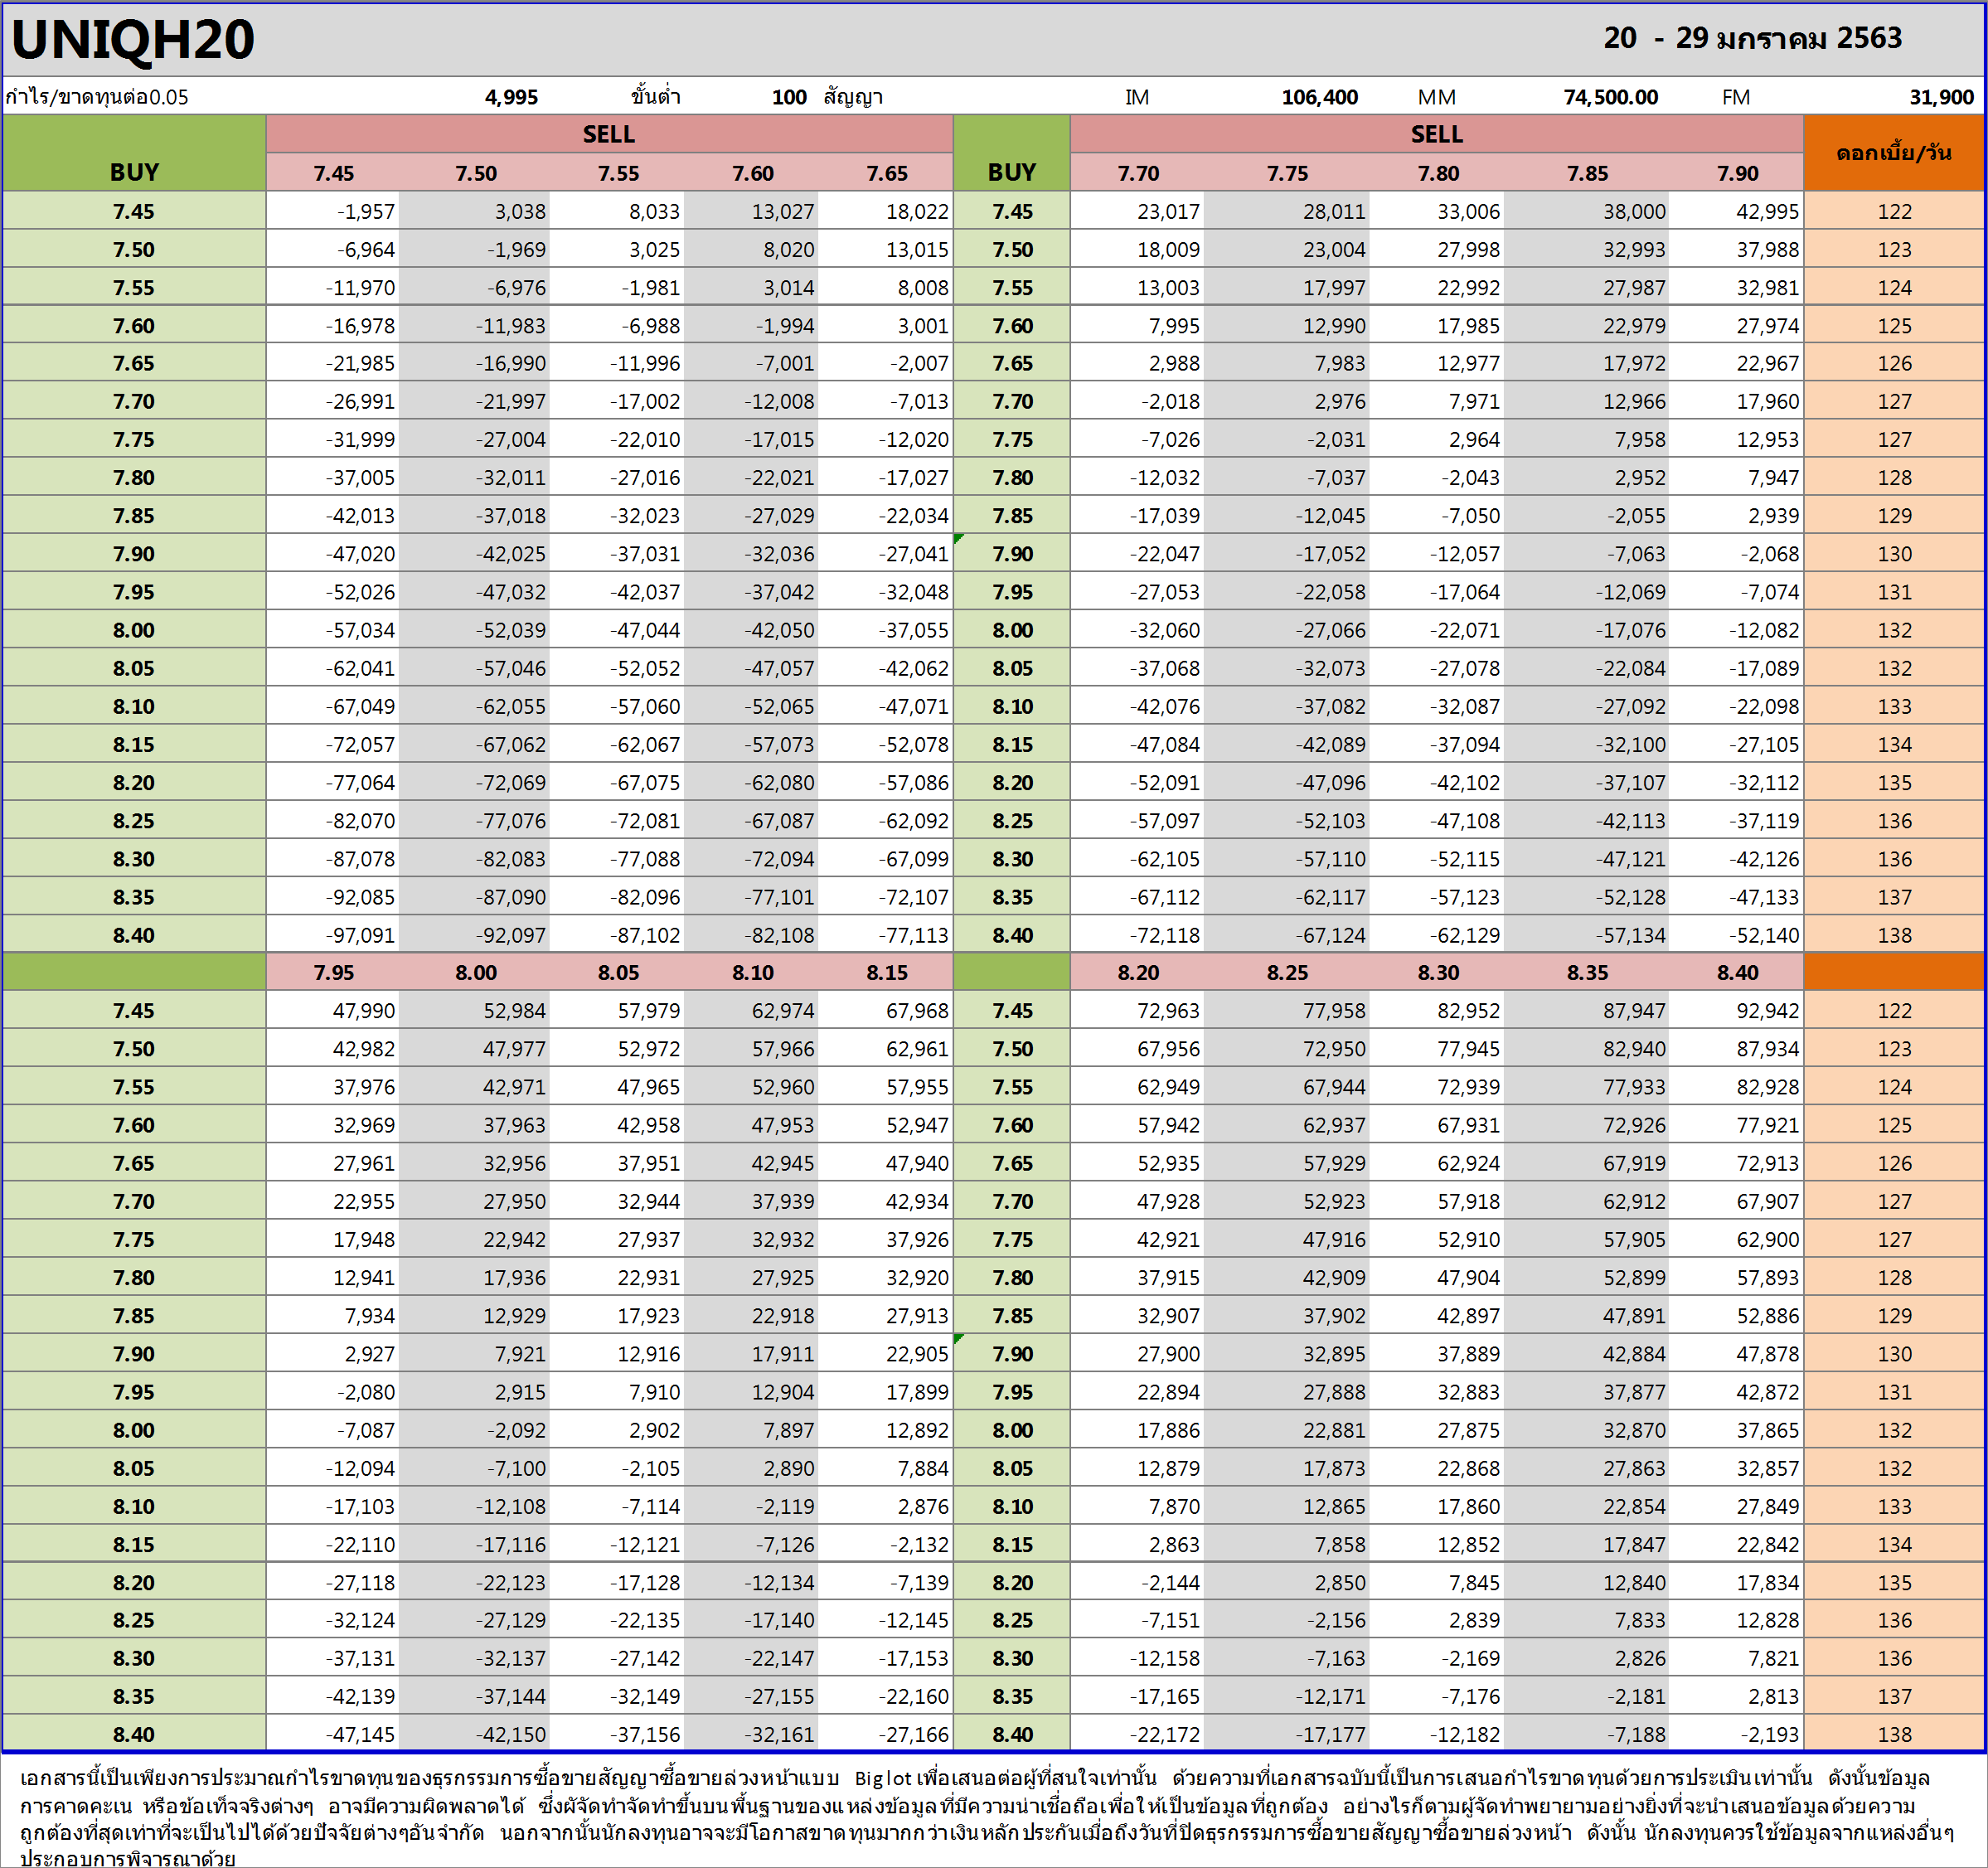 UNIQH20 20 - 29 มกราคม 2563
กำไร/ขาดทุนต่อ0.05 4,995 ขั้นต่ำ 100 สัญญา IM 106,400 MM 74,500.00 FM 31,900
SELL SELL
BUY 7.45 7.50 7.55 7.60 7.65 BUY 7.70 7.75 7.80 7.85 7.90 ดอกเบี้ย/วัน
7.45 -1,957 3,038 8,033 13,027 18,022 7.45 23,017 28,011 33,006 38,000 42,995 122
7.50 -6,964 -1,969 3,025 8,020 13,015 7.50 18,009 23,004 27,998 32,993 37,988 123
7.55 -11,970 -6,976 -1,981 3,014 8,008 7.55 13,003 17,997 22,992 27,987 32,981 124
7.60 -16,978 -11,983 -6,988 -1,994 3,001 7.60 7,995 12,990 17,985 22,979 27,974 125
7.65 -21,985 -16,990 -11,996 -7,001 -2,007 7.65 2,988 7,983 12,977 17,972 22,967 126
7.70 -26,991 -21,997 -17,002 -12,008 -7,013 7.70 -2,018 2,976 7,971 12,966 17,960 127
7.75 -31,999 -27,004 -22,010 -17,015 -12,020 7.75 -7,026 -2,031 2,964 7,958 12,953 127
7.80 -37,005 -32,011 -27,016 -22,021 -17,027 7.80 -12,032 -7,037 -2,043 2,952 7,947 128
7.85 -42,013 -37,018 -32,023 -27,029 -22,034 7.85 -17,039 -12,045 -7,050 -2,055 2,939 129
7.90 -47,020 -42,025 -37,031 -32,036 -27,041 7.90 -22,047 -17,052 -12,057 -7,063 -2,068 130
7.95 -52,026 -47,032 -42,037 -37,042 -32,048 7.95 -27,053 -22,058 -17,064 -12,069 -7,074 131
8.00 -57,034 -52,039 -47,044 -42,050 -37,055 8.00 -32,060 -27,066 -22,071 -17,076 -12,082 132
8.05 -62,041 -57,046 -52,052 -47,057 -42,062 8.05 -37,068 -32,073 -27,078 -22,084 -17,089 132
8.10 -67,049 -62,055 -57,060 -52,065 -47,071 8.10 -42,076 -37,082 -32,087 -27,092 -22,098 133
8.15 -72,057 -67,062 -62,067 -57,073 -52,078 8.15 -47,084 -42,089 -37,094 -32,100 -27,105 134
8.20 -77,064 -72,069 -67,075 -62,080 -57,086 8.20 -52,091 -47,096 -42,102 -37,107 -32,112 135
8.25 -82,070 -77,076 -72,081 -67,087 -62,092 8.25 -57,097 -52,103 -47,108 -42,113 -37,119 136
8.30 -87,078 -82,083 -77,088 -72,094 -67,099 8.30 -62,105 -57,110 -52,115 -47,121 -42,126 136
8.35 -92,085 -87,090 -82,096 -77,101 -72,107 8.35 -67,112 -62,117 -57,123 -52,128 -47,133 137
8.40 -97,091 -92,097 -87,102 -82,108 -77,113 8.40 -72,118 -67,124 -62,129 -57,134 -52,140 138
7.95 8.00 8.05 8.10 8.15 8.20 8.25 8.30 8.35 8.40
7.45 47,990 52,984 57,979 62,974 67,968 7.45 72,963 77,958 82,952 87,947 92,942 122
7.50 42,982 47,977 52,972 57,966 62,961 7.50 67,956 72,950 77,945 82,940 87,934 123
7.55 37,976 42,971 47,965 52,960 57,955 7.55 62,949 67,944 72,939 77,933 82,928 124
7.60 32,969 37,963 42,958 47,953 52,947 7.60 57,942 62,937 67,931 72,926 77,921 125
7.65 27,961 32,956 37,951 42,945 47,940 7.65 52,935 57,929 62,924 67,919 72,913 126
7.70 22,955 27,950 32,944 37,939 42,934 7.70 47,928 52,923 57,918 62,912 67,907 127
7.75 17,948 22,942 27,937 32,932 37,926 7.75 42,921 47,916 52,910 57,905 62,900 127
7.80 12,941 17,936 22,931 27,925 32,920 7.80 37,915 42,909 47,904 52,899 57,893 128
7.85 7,934 12,929 17,923 22,918 27,913 7.85 32,907 37,902 42,897 47,891 52,886 129
7.90 2,927 7,921 12,916 17,911 22,905 7.90 27,900 32,895 37,889 42,884 47,878 130
7.95 -2,080 2,915 7,910 12,904 17,899 7.95 22,894 27,888 32,883 37,877 42,872 131
8.00 -7,087 -2,092 2,902 7,897 12,892 8.00 17,886 22,881 27,875 32,870 37,865 132
8.05 -12,094 -7,100 -2,105 2,890 7,884 8.05 12,879 17,873 22,868 27,863 32,857 132
8.10 -17,103 -12,108 -7,114 -2,119 2,876 8.10 7,870 12,865 17,860 22,854 27,849 133
8.15 -22,110 -17,116 -12,121 -7,126 -2,132 8.15 2,863 7,858 12,852 17,847 22,842 134
8.20 -27,118 -22,123 -17,128 -12,134 -7,139 8.20 -2,144 2,850 7,845 12,840 17,834 135
8.25 -32,124 -27,129 -22,135 -17,140 -12,145 8.25 -7,151 -2,156 2,839 7,833 12,828 136
8.30 -37,131 -32,137 -27,142 -22,147 -17,153 8.30 -12,158 -7,163 -2,169 2,826 7,821 136
8.35 -42,139 -37,144 -32,149 -27,155 -22,160 8.35 -17,165 -12,171 -7,176 -2,181 2,813 137
8.40 -47,145 -42,150 -37,156 -32,161 -27,166 8.40 -22,172 -17,177 -12,182 -7,188 -2,193 138
เอกสารนี้เป็นเพียงการประมาณกำไรขาดทุนของธุรกรรมการซื้อขายสัญญาซื้อขายล่วงหน้าแบบ Big lot เพื่อเสนอต่อผู้ที่สนใจเท่านั้น ด้วยความที่เอกสารฉบับนี้เป็นการเสนอกำไรขาดทุนด้วยการประเมินเท่านั้น ดังนั้นข้อมูล
การคาดคะเน หรือข้อเท็จจริงต่างๆ อาจมีความผิดพลาดได้ ซึ่งผัจัดทำจัดทำขึ้นบนพื้นฐานของแหล่งข้อมูลที่มีความน่าเชื่อถือเพื่อให้เป็นข้อมูลที่ถูกต้อง อย่างไรก็ตามผู้จัดทำพยายามอย่างยิ่งที่จะนำเสนอข้อมูลด้วยความ
ถูกต้องที่สุดเท่าที่จะเป็นไปได้ด้วยปัจจัยต่างๆอันจำกัด นอกจากนั้นนักลงทุนอาจจะมีโอกาสขาดทุนมากกว่าเงินหลักประกันเมื่อถึงวันที่ปิดธุรกรรมการซื้อขายสัญญาซื้อขายล่วงหน้า ดังนั้น นักลงทุนควรใช้ข้อมูลจากแหล่งอื่นๆ
ประกอบการพิจารณาด้วย